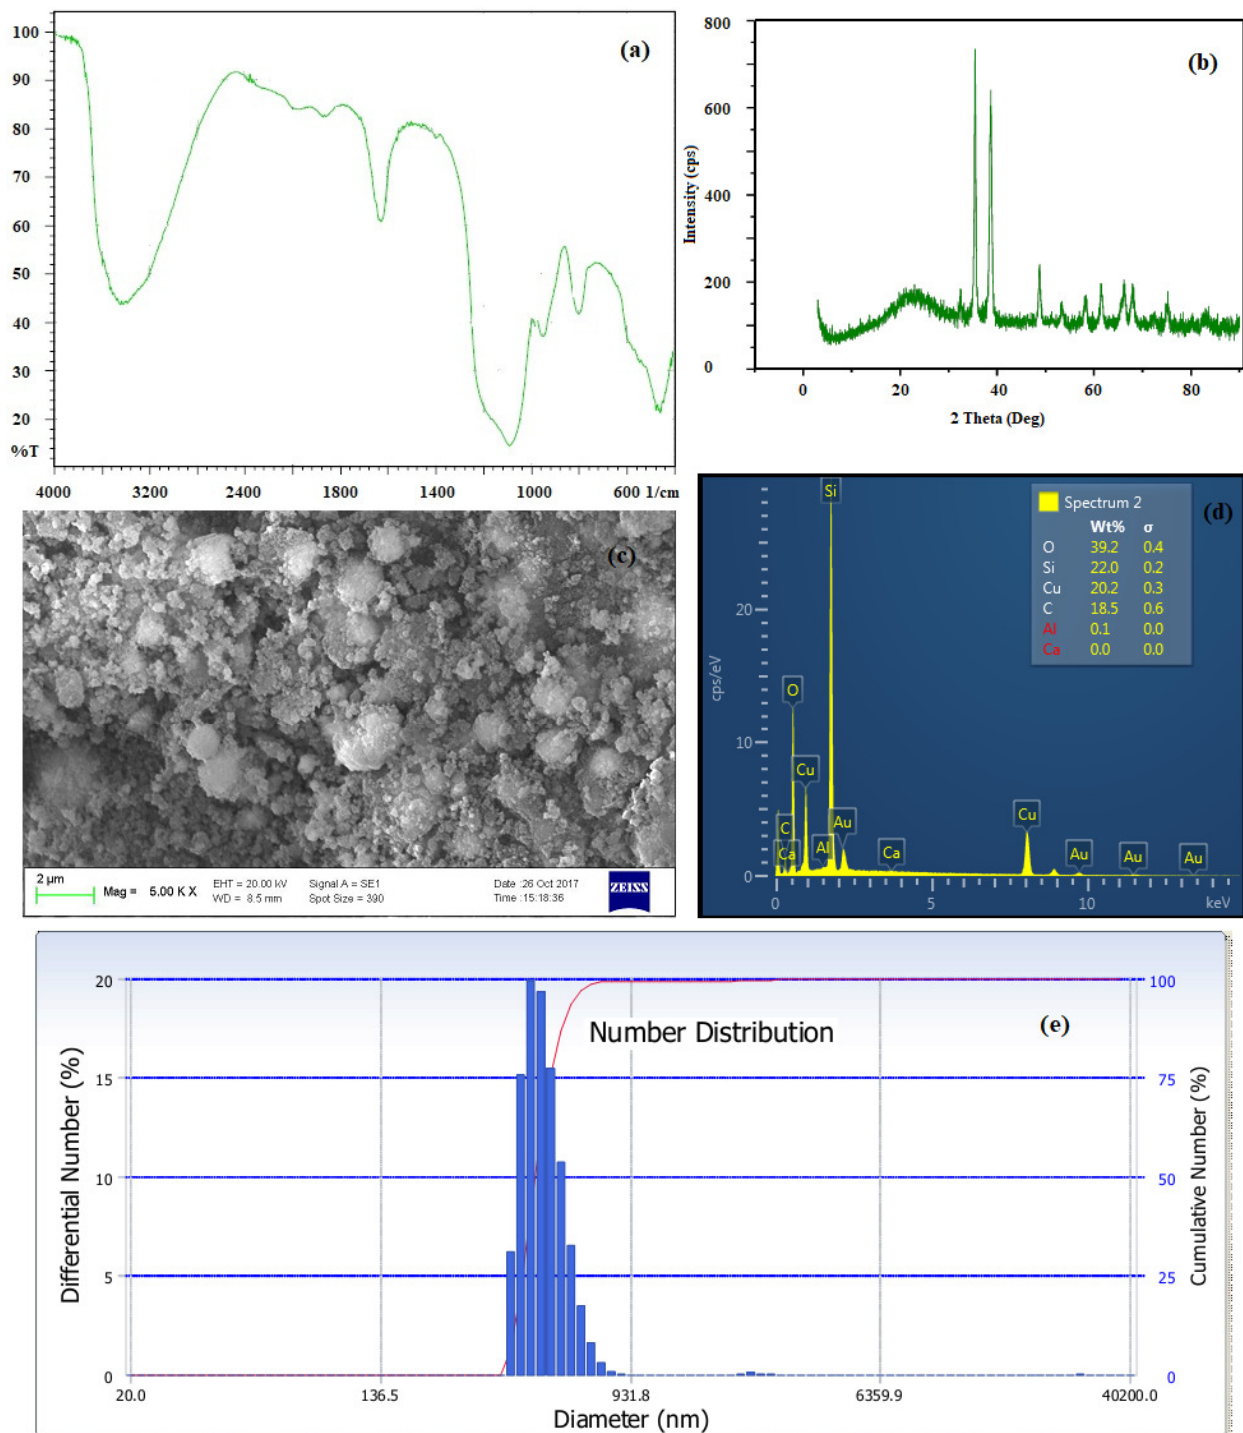 (a)
100
90
80
70
60
50
40
30
20
%T
4000 3200 2400 1800 1400 1000 600 1/cm
(b)
800
600
400
200
0
Intensity (cps)
0 20 40 60 80
2 Theta (Deg)
(c)
2 µm
Mag = 5.00 K X
EHT = 20.00 kV
WD = 8.5 mm
Signal A = SE1
Spot Size = 390
Date :26 Oct 2017
Time :15:18:36
ZEISS
(d)
Spectrum 2
Wt% σ
O 39.2 0.4
Si 22.0 0.2
Cu 20.2 0.3
C 18.5 0.6
Al 0.1 0.0
Ca 0.0 0.0
cps/eV
20
10
0
Si
O
Cu
C
Ca
Al
Au
Ca
Cu
Au
Au
Au
0 5 10 keV
(e)
Number Distribution
Differential Number (%)
20
15
10
5
0
Cumulative Number (%)
100
75
50
25
0
20.0 136.5 931.8 6359.9 40200.0
Diameter (nm)